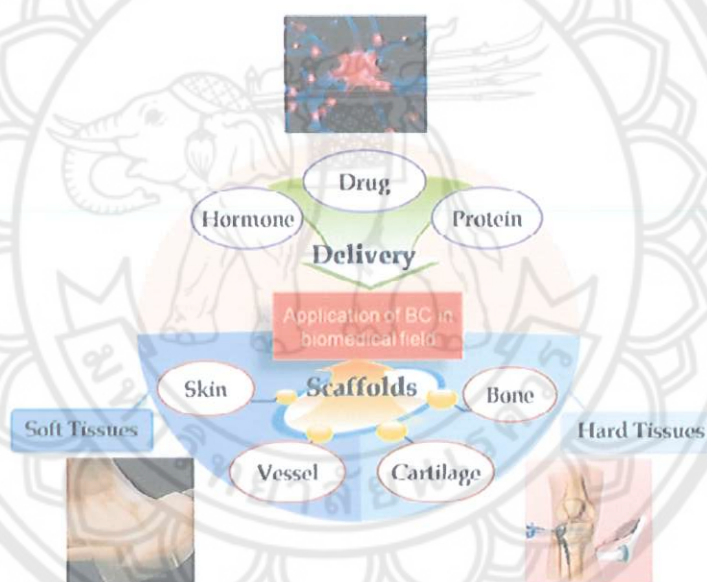 Drug
Hormone
Protein
Delivery
Application of BC in
biomedical field
Skin
Scaffolds
Bone
Soft Tissues
Hard Tissues
Vessel
Cartilage